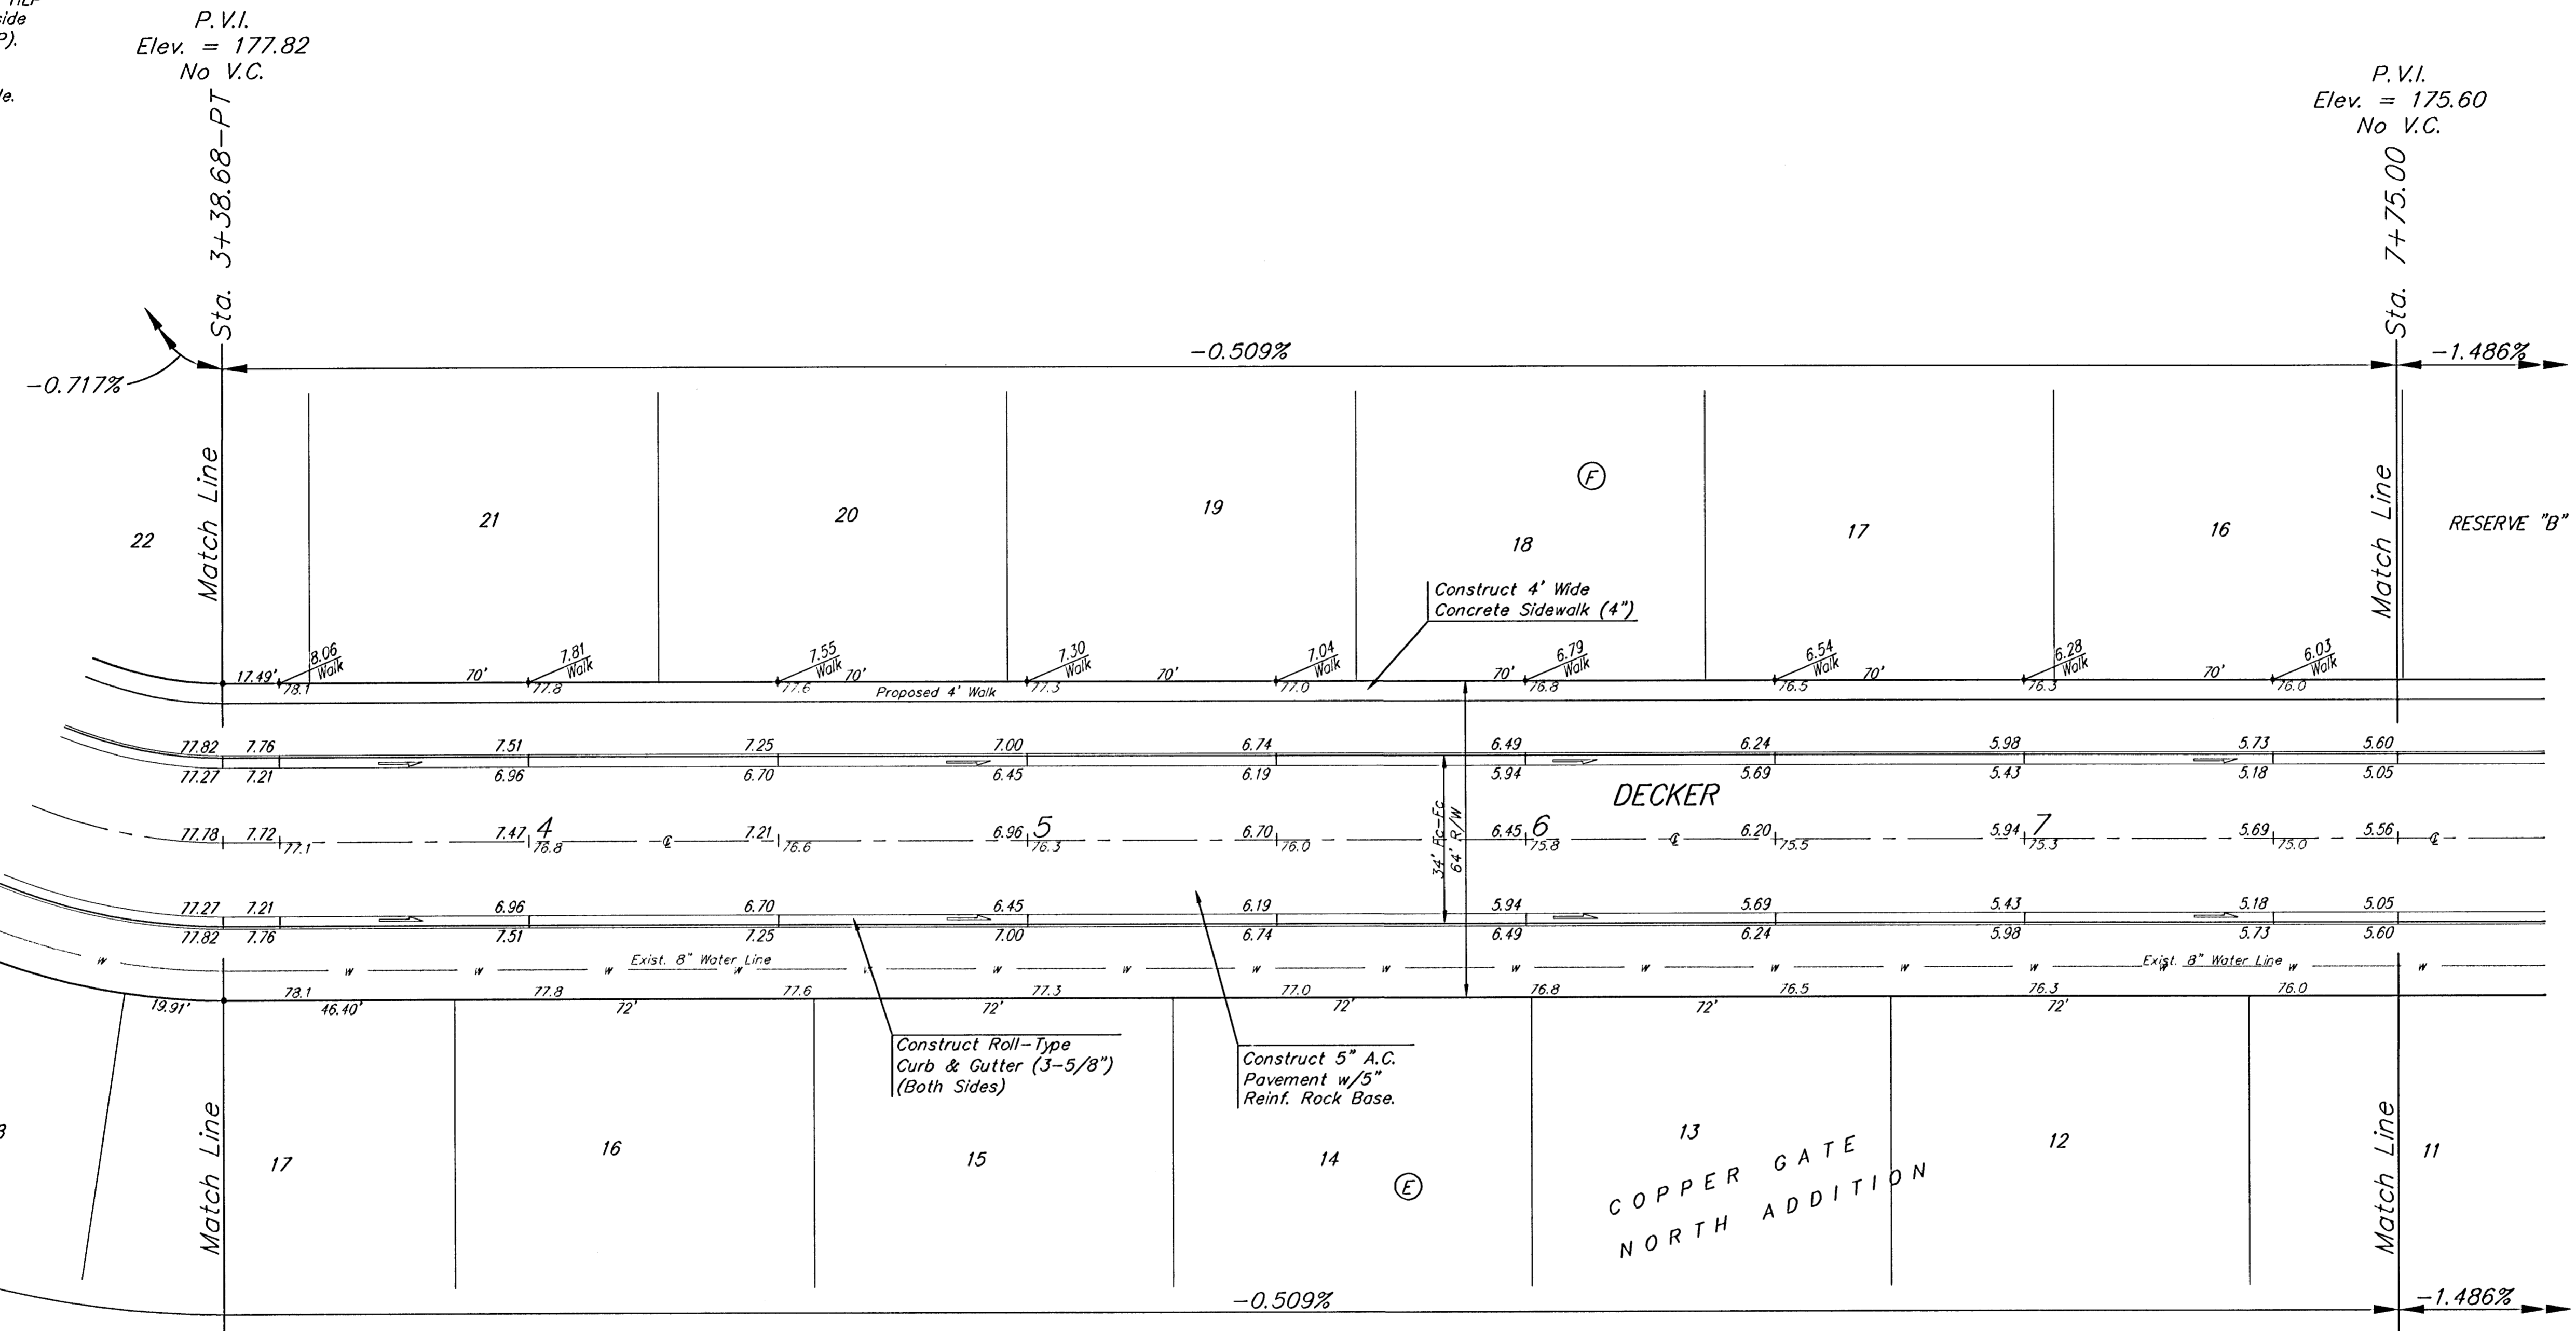 side
P.V.I.
Elev. = 177.82
No V.C.
Sta. 3+38.68-PT
P.V.I.
Elev. = 175.60
No V.C.
Sta. 7+75.00
-0.717%
-0.509%
-1.486%
Match Line
Match Line
22
21
20
19
F
18
17
16
RESERVE "B"
Construct 4' Wide
Concrete Sidewalk (4")
8.06 7.81 7.55 7.30 7.04 6.79 6.54 6.28 6.03
Walk Walk Walk Walk Walk Walk Walk Walk Walk
17.49' 70' 70' 70' 70' 70' 70' 70'
78.1 77.8 77.6 77.3 77.0 76.8 76.5 76.3 76.0
Proposed 4' Walk
77.82 7.76 7.51 7.25 7.00 6.74 6.49 6.24 5.98 5.73 5.60
77.27 7.21 6.96 6.70 6.45 6.19 5.94 5.69 5.43 5.18 5.05
DECKER
34' Fc-Fc
64' R/W
77.78 7.72 7.47 4 7.21 6.96 5 6.70 6.45 6 6.20 5.94 7 5.69 5.56
77.1 76.8 ℄ 76.6 76.3 76.0 75.8 ℄ 75.5 75.3 75.0 ℄
77.27 7.21 6.96 6.70 6.45 6.19 5.94 5.69 5.43 5.18 5.05
77.82 7.76 7.51 7.25 7.00 6.74 6.49 6.24 5.98 5.73 5.60
W W W W W W W W W W W W W W W W W W W
Exist. 8" Water Line
Exist. 8" Water Line
78.1 77.8 77.6 77.3 77.0 76.8 76.5 76.3 76.0
19.91' 46.40' 72' 72' 72' 72' 72'
Construct Roll-Type
Curb & Gutter (3-5/8")
(Both Sides)
Construct 5" A.C.
Pavement w/5"
Reinf. Rock Base.
Match Line
Match Line
17
16
15
14
E
13
12
11
COPPER GATE
NORTH ADDITION
-0.509%
-1.486%